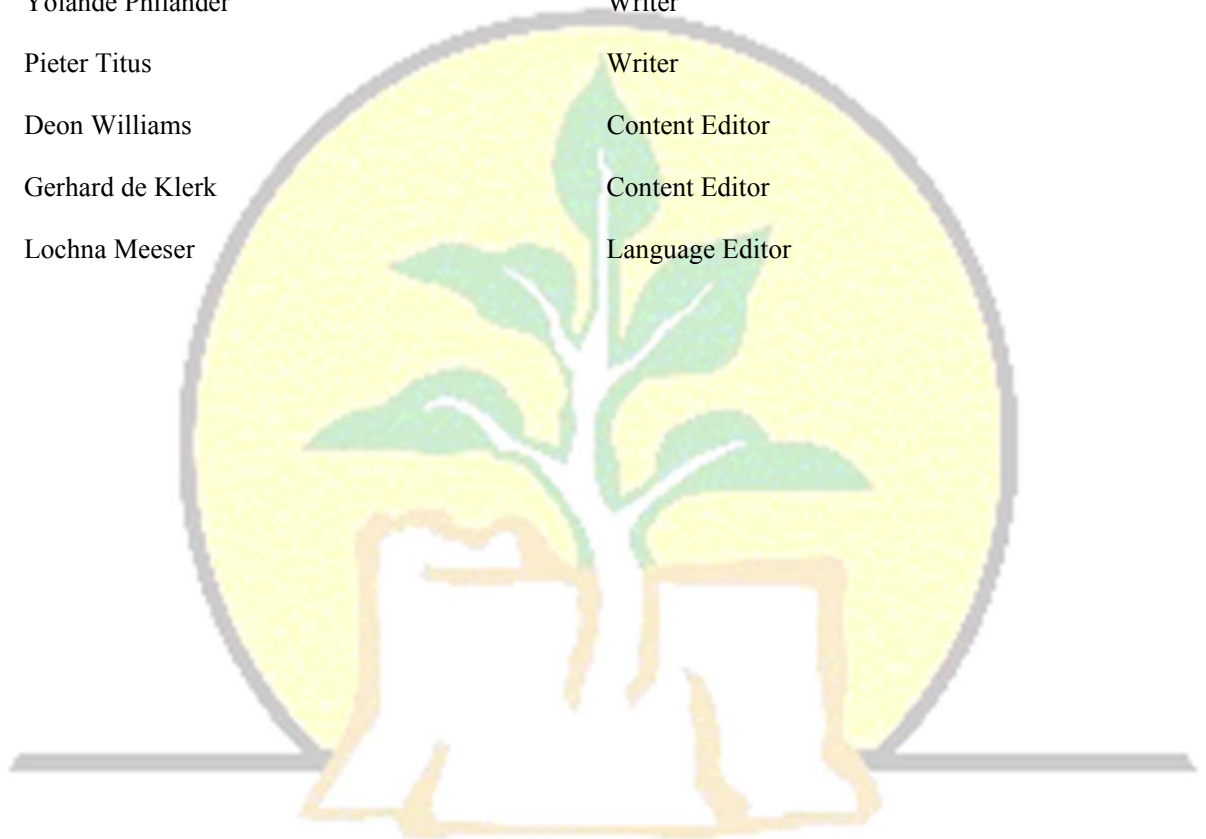 Yolande Philander Writer
Pieter Titus Writer
Deon Williams Content Editor
Gerhard de Klerk Content Editor
Lochna Meeser Language Editor